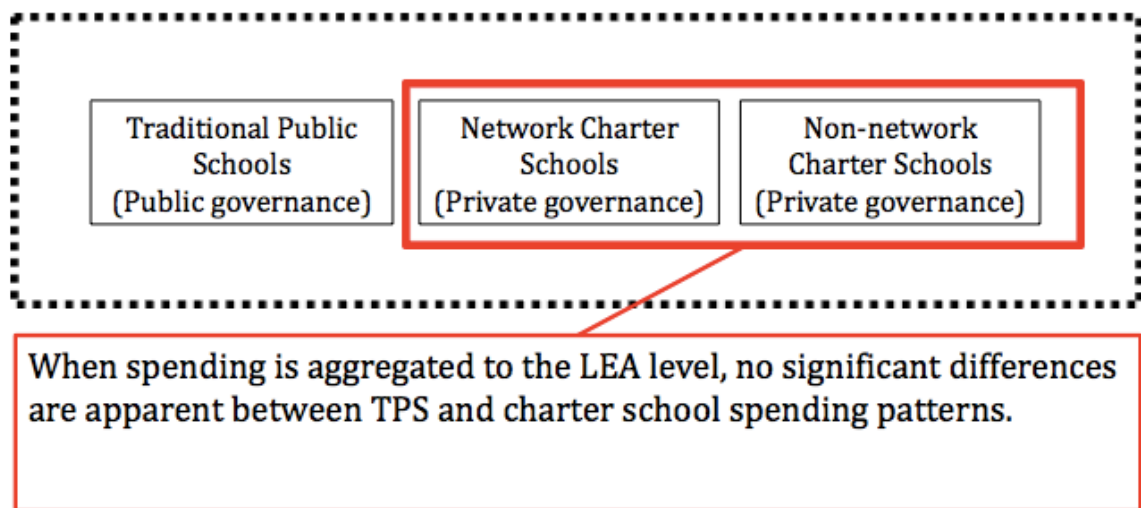 Traditional Public
Schools
(Public governance)
Network Charter
Schools
(Private governance)
Non-network
Charter Schools
(Private governance)
When spending is aggregated to the LEA level, no significant differences
are apparent between TPS and charter school spending patterns.